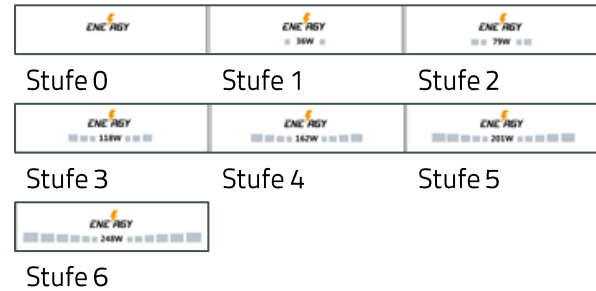 ENERGY ENERGY ENERGY
36W 79W
Stufe 0 Stufe 1 Stufe 2
ENERGY ENERGY ENERGY
118W 162W 201W
Stufe 3 Stufe 4 Stufe 5
ENERGY
248W
Stufe 6